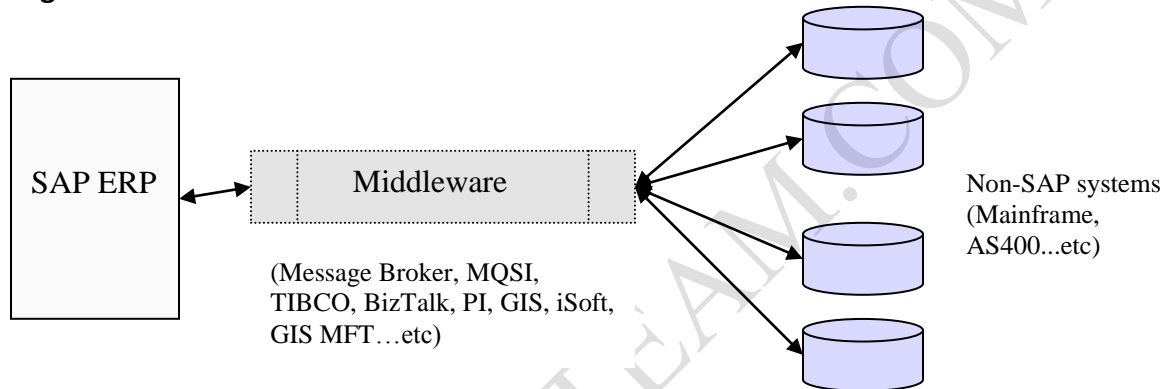 SAP ERP
Middleware
(Message Broker, MQSI,
TIBCO, BizTalk, PI, GIS, iSoft,
GIS MFT…etc)
Non-SAP systems
(Mainframe,
AS400...etc)